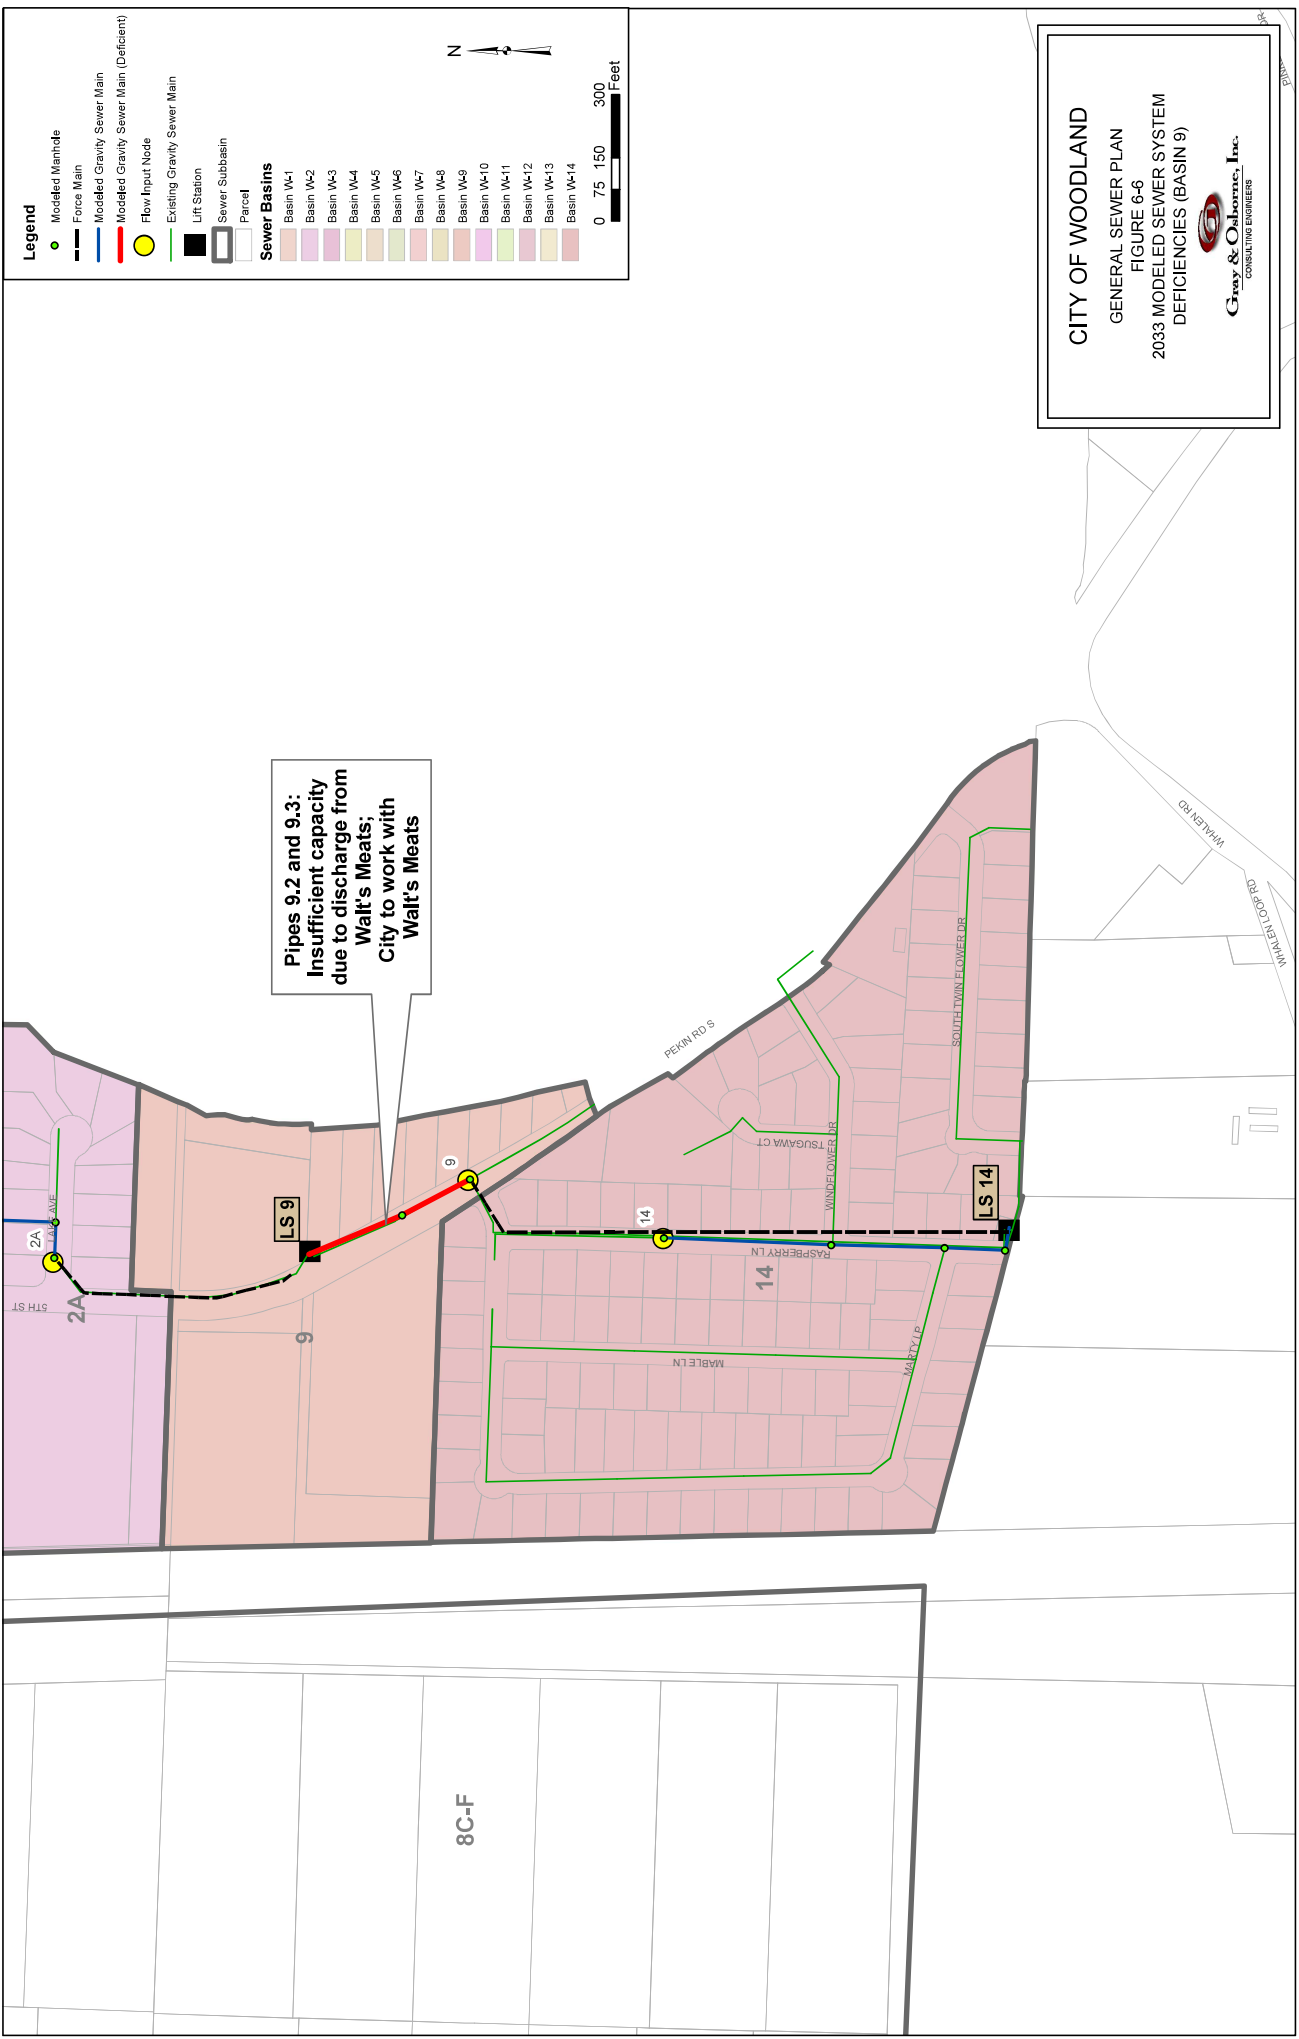 Legend
Modeled Manhole
Force Main
Modeled Gravity Sewer Main
Modeled Gravity Sewer Main (Deficient)
Flow Input Node
Existing Gravity Sewer Main
Lift Station
Sewer Subbasin
Parcel
Sewer Basins
Basin W-1
Basin W-2
Basin W-3
Basin W-4
Basin W-5
Basin W-6
Basin W-7
Basin W-8
Basin W-9
Basin W-10
Basin W-11
Basin W-12
Basin W-13
Basin W-14
N
0 75 150 300
Feet
CITY OF WOODLAND
GENERAL SEWER PLAN
FIGURE 6-6
2033 MODELED SEWER SYSTEM
DEFICIENCIES (BASIN 9)
G
Gray & Osborne, Inc.
CONSULTING ENGINEERS
Pipes 9.2 and 9.3:
Insufficient capacity
due to discharge from
Walt's Meats;
City to work with
Walt's Meats
2A
LAKE AVE
5TH ST
2A
LS 9
9
9
PEKIN RD S
14
14
RASPBERRY LN
MABLE LN
MARTY LP
TSUGAWA CT
WINDFLOWER DR
SOUTH TWIN FLOWER DR
LS 14
WHALEN RD
WHALEN LOOP RD
DR
8C-F